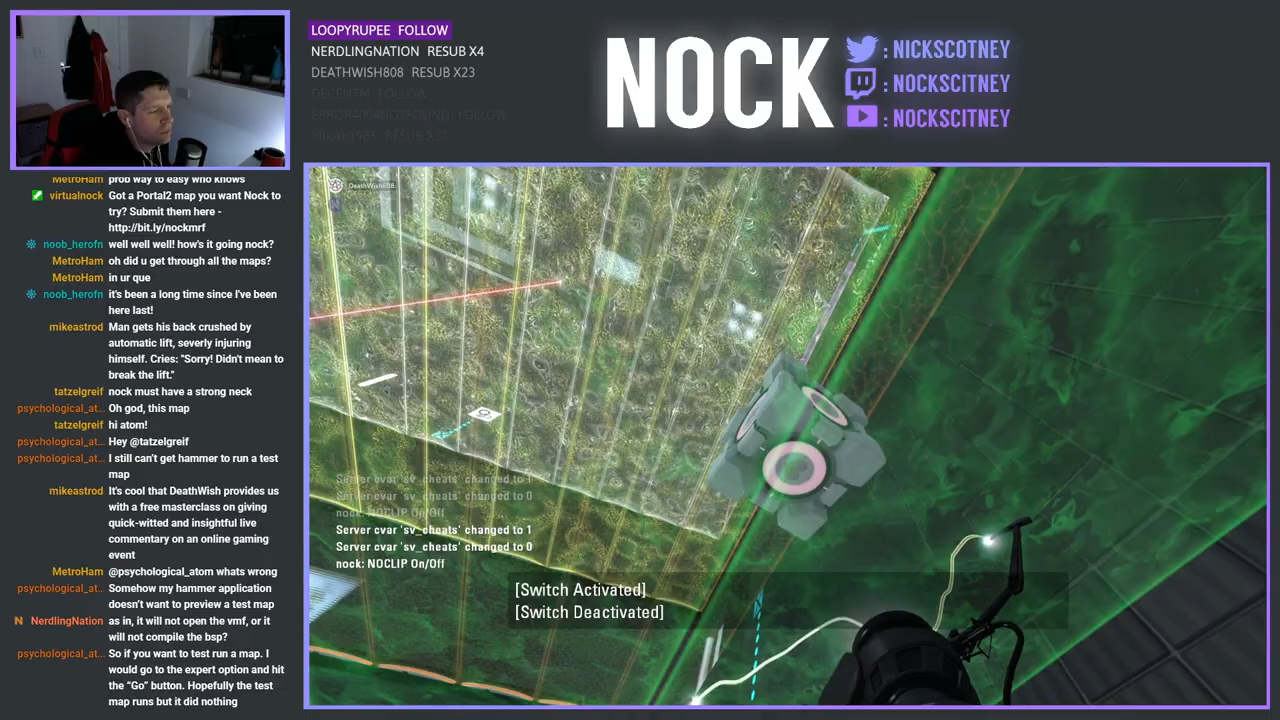 LOOPYRUPEE FOLLOW
NERDLINGNATION RESUB X4
DEATHWISH808 RESUB X23
DECENTM FOLLOW
NOCK
: NICKSCOTNEY
: NOCKSCITNEY
: NOCKSCITNEY
MetroHam prob way to easy who knows
virtualnock Got a Portal2 map you want Nock to
try? Submit them here -
http://bit.ly/nockmrf
noob_herofn well well well! how's it going nock?
MetroHam oh did u get through all the maps?
MetroHam in ur que
noob_herofn it's been a long time since I've been
here last!
mikeastrod Man gets his back crushed by
automatic lift, severly injuring
himself. Cries: "Sorry! Didn't mean to
break the lift."
tatzelgreif nock must have a strong neck
psychological_at... Oh god, this map
tatzelgreif hi atom!
psychological_at... Hey @tatzelgreif
psychological_at... I still can't get hammer to run a test
map
mikeastrod It's cool that DeathWish provides us
with a free masterclass on giving
quick-witted and insightful live
commentary on an online gaming
event
MetroHam @psychological_atom whats wrong
psychological_at... Somehow my hammer application
doesn't want to preview a test map
NerdlingNation as in, it will not open the vmf, or it
will not compile the bsp?
psychological_at... So if you want to test run a map. I
would go to the expert option and hit
the "Go" button. Hopefully the test
map runs but it did nothing
DeathWish808
Server cvar 'sv_cheats' changed to 1
Server cvar 'sv_cheats' changed to 0
nock: NOCLIP On/Off
Server cvar 'sv_cheats' changed to 1
Server cvar 'sv_cheats' changed to 0
nock: NOCLIP On/Off
[Switch Activated]
[Switch Deactivated]